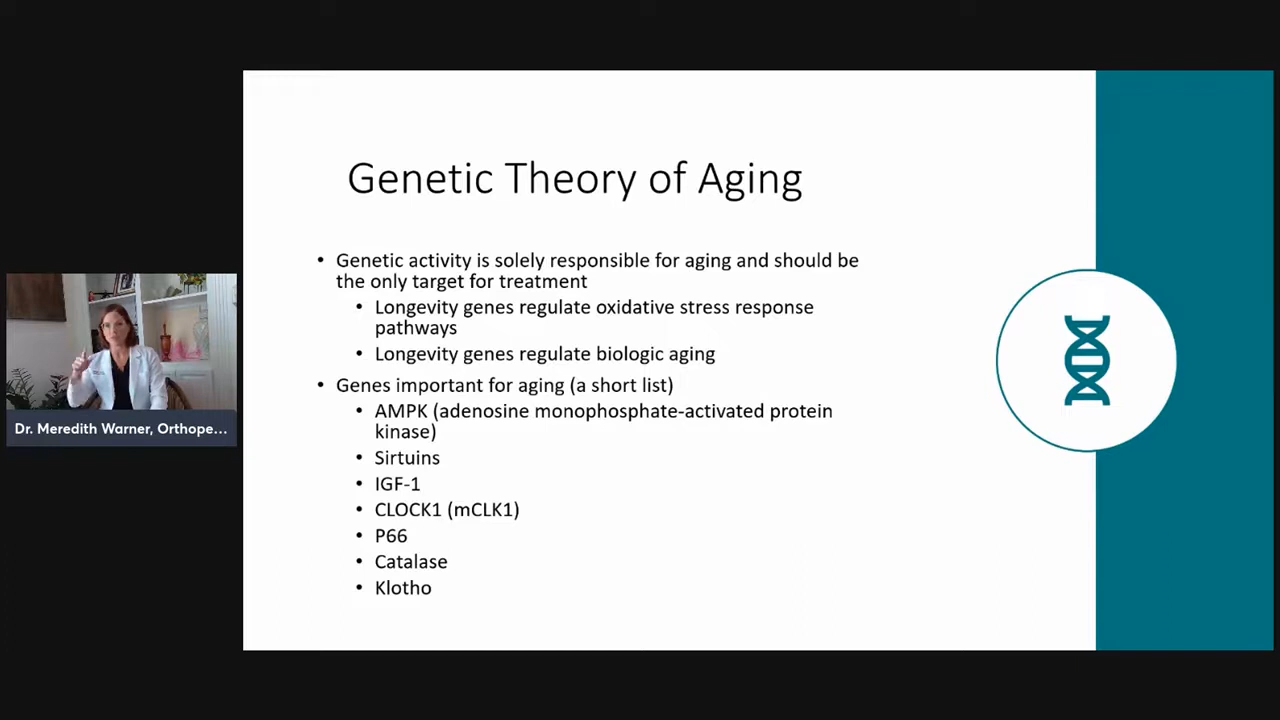 Genetic Theory of Aging
• Genetic activity is solely responsible for aging and should be
the only target for treatment
• Longevity genes regulate oxidative stress response
pathways
• Longevity genes regulate biologic aging
• Genes important for aging (a short list)
• AMPK (adenosine monophosphate-activated protein
kinase)
• Sirtuins
• IGF-1
• CLOCK1 (mCLK1)
• P66
• Catalase
• Klotho
Dr. Meredith Warner, Orthope...